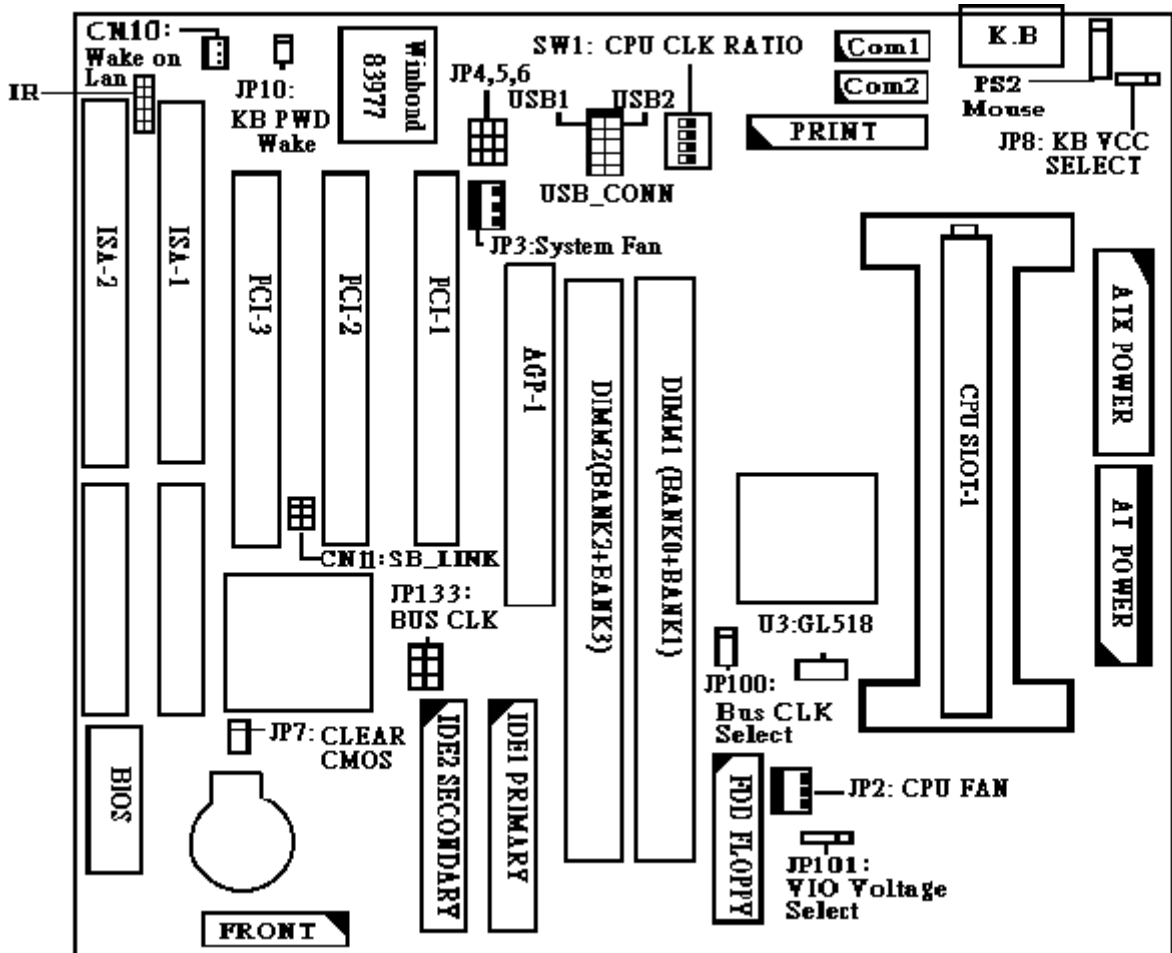 CN10:
Wake on
Lan
IR
JP10:
KB PWD
Wake
Winbond
83977
JP4,5,6
SW1: CPU CLK RATIO
USB1
USB2
USB_CONN
Com1
Com2
PRINT
K.B
PS2
Mouse
JP8: KB VCC
SELECT
JP3:System Fan
ISA-2
ISA-1
PCI-3
PCI-2
PCI-1
AGP-1
DIMM2(BANK2+BANK3)
DIMM1 (BANK0+BANK1)
CPU SLOT-1
ATX POWER
AT POWER
CN11:SB_LINK
JP133:
BUS CLK
U3:GL518
JP100:
Bus CLK
Select
JP7: CLEAR
CMOS
BIOS
IDE2 SECONDARY
IDE1 PRIMARY
FDD FLOPPY
JP2: CPU FAN
JP101:
VIO Voltage
Select
FRONT